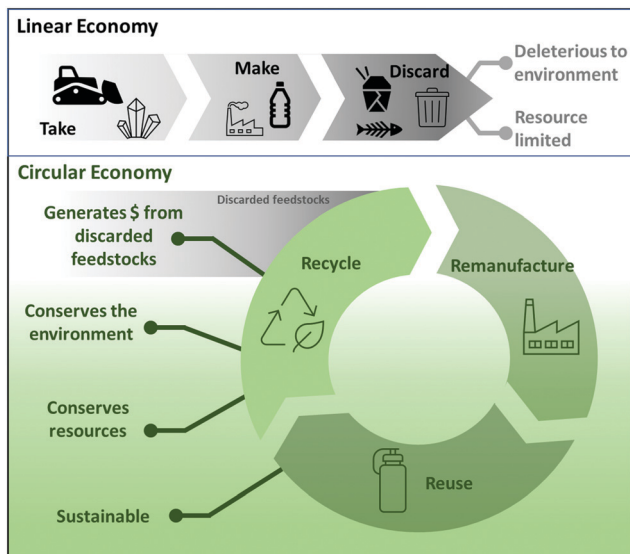 Linear Economy
Take
Make
Discard
Deleterious to
environment
Resource
limited
Circular Economy
Discarded feedstocks
Generates $ from
discarded
feedstocks
Recycle
Remanufacture
Conserves the
environment
Conserves
resources
Reuse
Sustainable